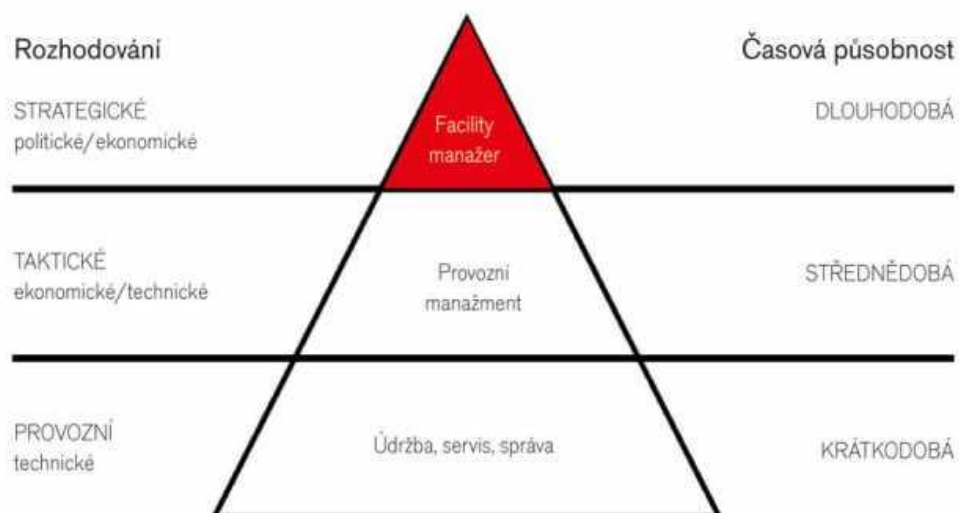 Rozhodování
Časová působnost
STRATEGICKÉ
politické/ekonomické
Facility
manažer
DLOUHODOBÁ
TAKTICKÉ
ekonomické/technické
Provozní
manažment
STŘEDNĚDOBÁ
PROVOZNÍ
technické
Údržba, servis, správa
KRÁTKODOBÁ